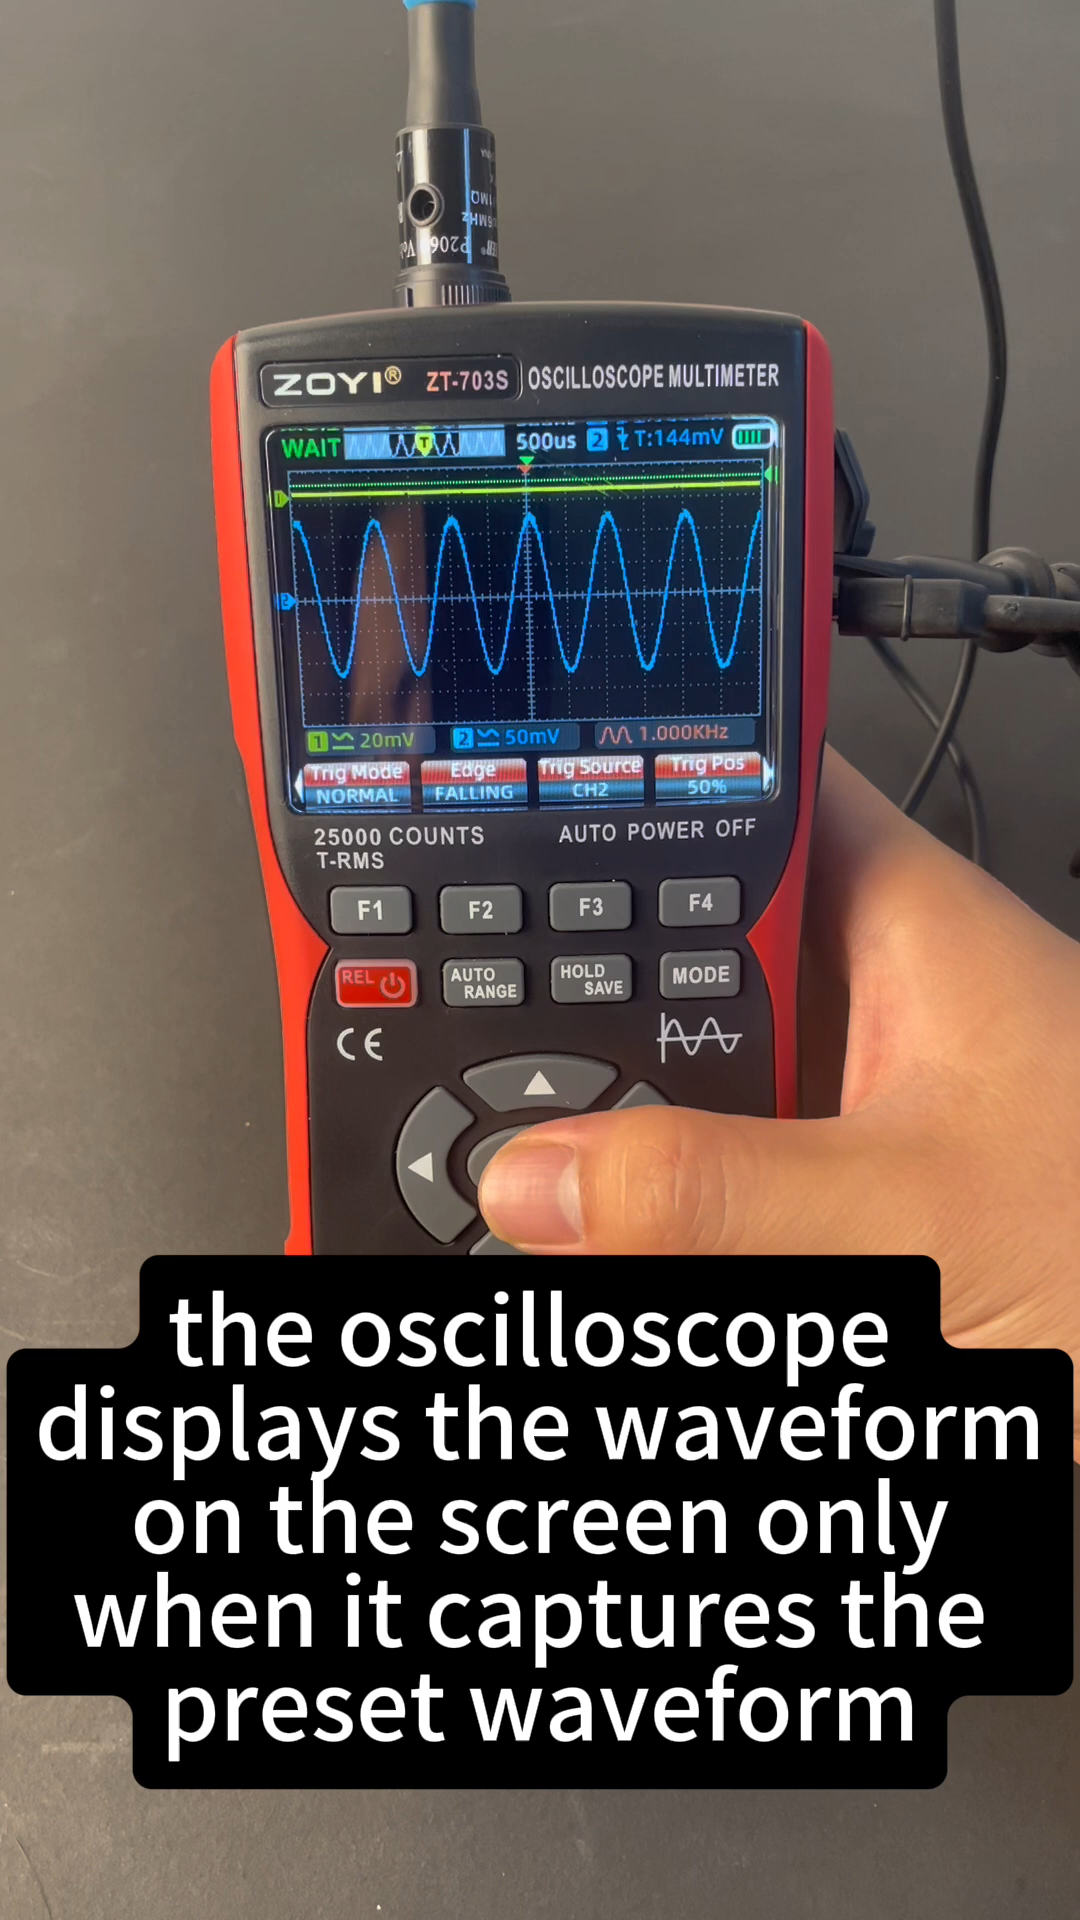 P206
ZOYI® ZT-703S OSCILLOSCOPE MULTIMETER
WAIT T 500us 2 T:144mV
1
2
1 20mV 2 50mV 1.000KHz
Trig Mode Edge Trig Source Trig Pos
NORMAL FALLING CH2 50%
25000 COUNTS AUTO POWER OFF
T-RMS
F1 F2 F3 F4
REL AUTO RANGE HOLD SAVE MODE
CE
the oscilloscope
displays the waveform
on the screen only
when it captures the
preset waveform